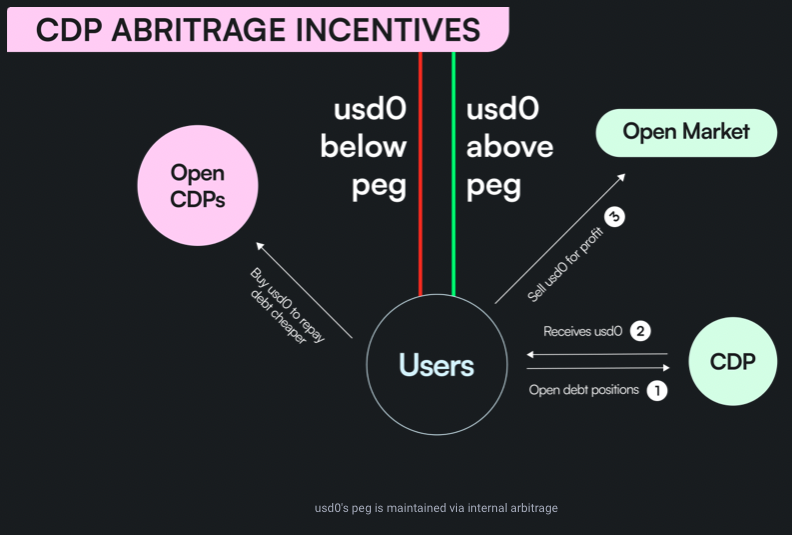 CDP ABRITRAGE INCENTIVES
usd0
below
peg
usd0
above
peg
Open
CDPs
Open Market
Buy usd0 to repay
debt cheaper
Sell usd0 for profit 3
Users
Receives usd0 2
Open debt positions 1
CDP
usd0's peg is maintained via internal arbitrage